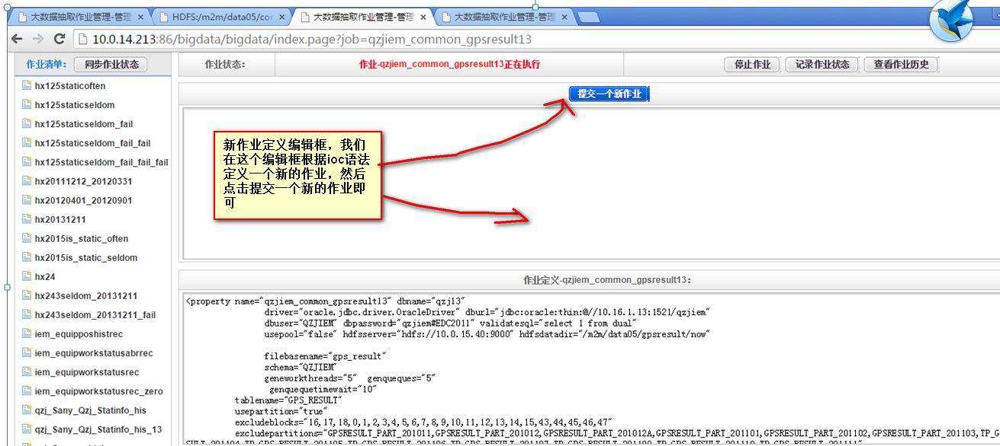 大数据抽取作业管理-管理
HDFS:/m2m/data05/cor
大数据抽取作业管理-管理
大数据抽取作业管理-管理
10.0.14.213:86/bigdata/bigdata/index.page?job=qzjiem_common_gpsresult13
作业清单:
同步作业状态
作业状态:
作业-qzjiem_common_gpsresult13正在执行
停止作业
记录作业状态
查看作业历史
hx125staticoften
hx125staticseldom
hx125staticseldom_fail
hx125staticseldom_fail_fail
hx125staticseldom_fail_fail_fail
hx20111212_20120331
hx20120401_20120901
hx20131211
hx2015is_static_often
hx2015is_static_seldom
hx24
hx243seldom_20131211
hx243seldom_20131211_fail
iem_equipposhistrec
iem_equipworkstatusabrrec
iem_equipworkstatusrec
iem_equipworkstatusrec_zero
qzj_Sany_Qzj_Statinfo_his
qzj_Sany_Qzj_Statinfo_his_13
提交一个新作业
新作业定义编辑框，我们
在这个编辑框根据ioc语法
定义一个新的作业，然后
点击提交一个新的作业即
可
作业定义-qzjiem_common_gpsresult13:
<property name="qzjiem_common_gpsresult13" dbname="qzj13"
driver="oracle.jdbc.driver.OracleDriver" dburl="jdbc:oracle:thin:@//10.16.1.13:1521/qzjiem"
dbuser="QZJIEM" dbpassword="qzjiem#EDC2011" validatesql="select 1 from dual"
usepool="false" hdfsserver="hdfs://10.0.15.40:9000" hdfsdatadir="/m2m/data05/gpsresult/now"
filebasename="gps_result"
schema="QZJIEM"
geneworkthreads="5" genqueques="5"
genquequetimewait="10"
tablename="GPS_RESULT"
usepartition="true"
excludeblocks="16,17,18,0,1,2,3,4,5,6,7,8,9,10,11,12,13,14,15,43,44,45,46,47"
excludepartitions="GPSRESULT_PART_201011,GPSRESULT_PART_201012,GPSRESULT_PART_201012A,GPSRESULT_PART_201101,GPSRESULT_PART_201102,GPSRESULT_PART_201103,TP_G